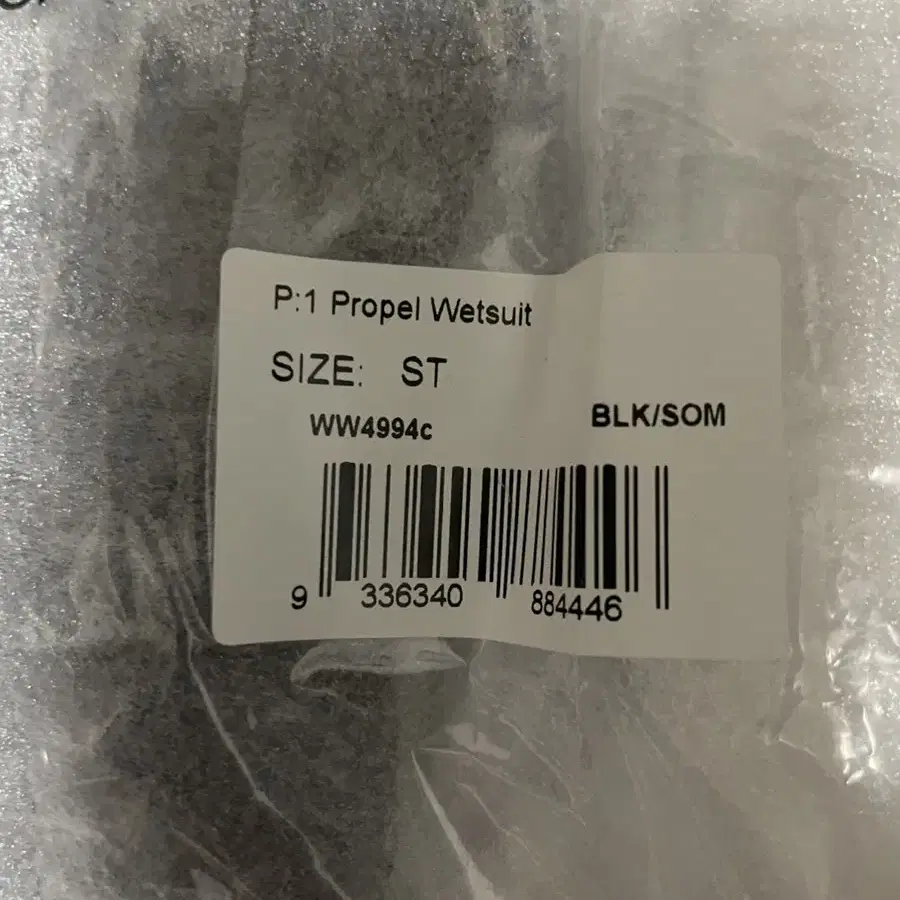 P:1 Propel Wetsuit
SIZE: ST
WW4994c BLK/SOM
9 336340 884446